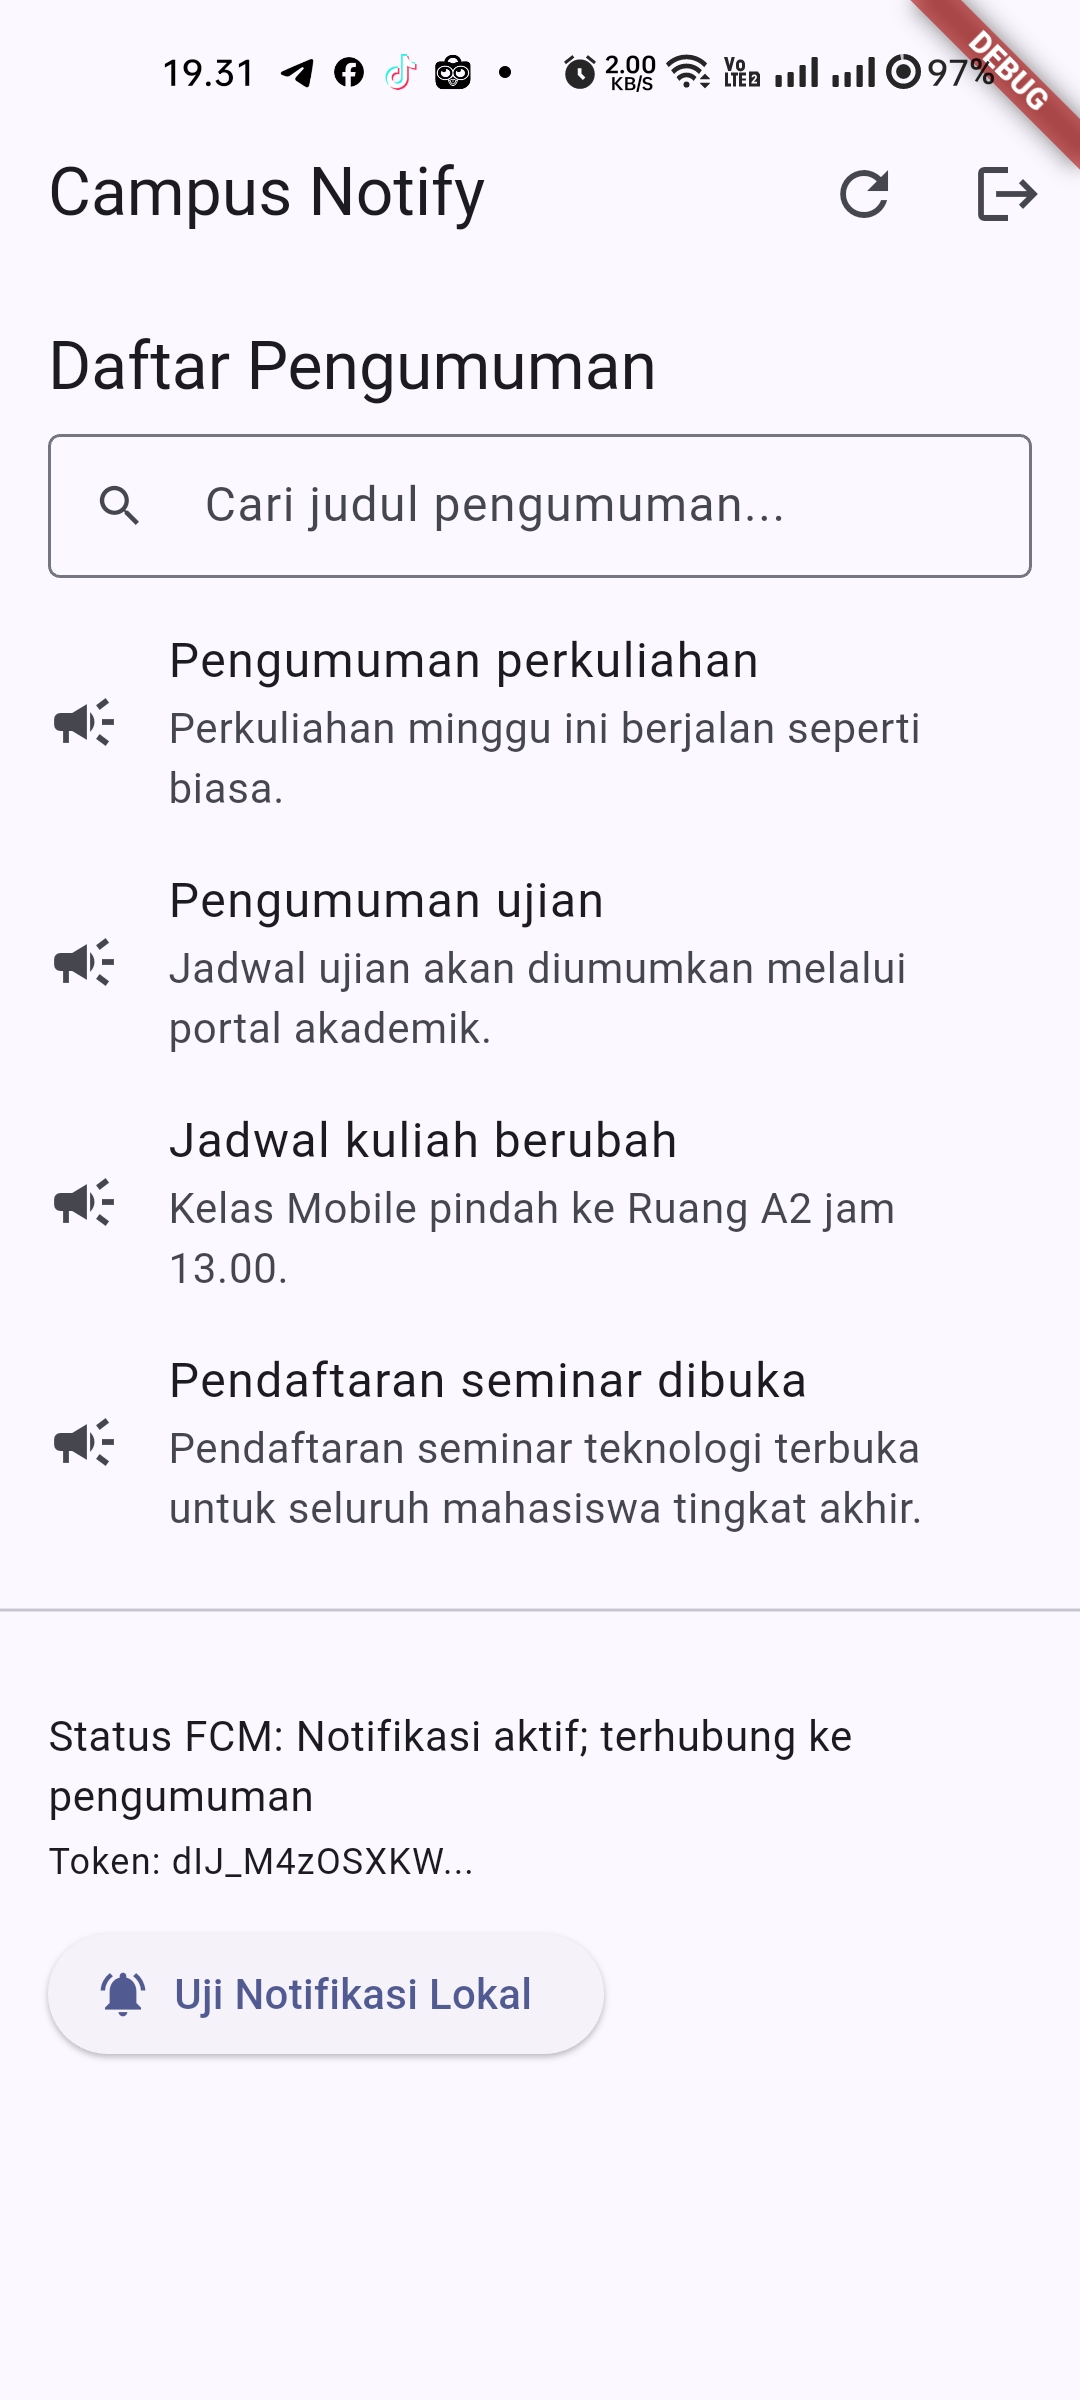 19.31
2.00
KB/S
Vo
LTE 2
97%
DEBUG
Campus Notify
Daftar Pengumuman
Cari judul pengumuman...
Pengumuman perkuliahan
Perkuliahan minggu ini berjalan seperti
biasa.
Pengumuman ujian
Jadwal ujian akan diumumkan melalui
portal akademik.
Jadwal kuliah berubah
Kelas Mobile pindah ke Ruang A2 jam
13.00.
Pendaftaran seminar dibuka
Pendaftaran seminar teknologi terbuka
untuk seluruh mahasiswa tingkat akhir.
Status FCM: Notifikasi aktif; terhubung ke
pengumuman
Token: dIJ_M4zOSXKW...
Uji Notifikasi Lokal